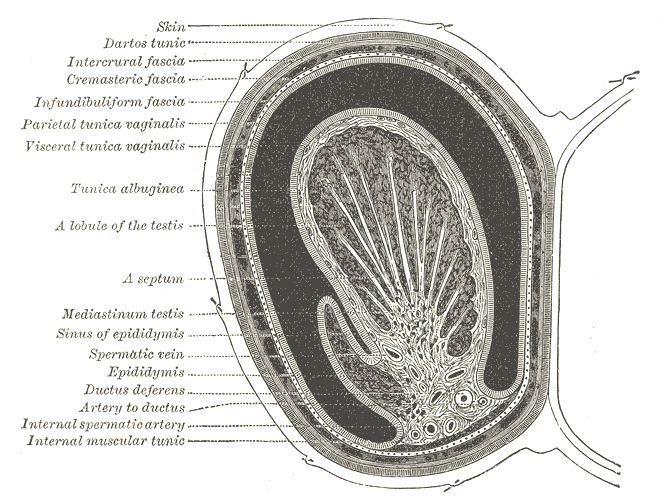 Skin
Dartos tunic
Intercrural fascia
Cremasteric fascia
Infundibuliform fascia
Parietal tunica vaginalis
Visceral tunica vaginalis
Tunica albuginea
A lobule of the testis
A septum
Mediastinum testis
Sinus of epididymis
Spermatic vein
Epididymis
Ductus deferens
Artery to ductus
Internal spermatic artery
Internal muscular tunic